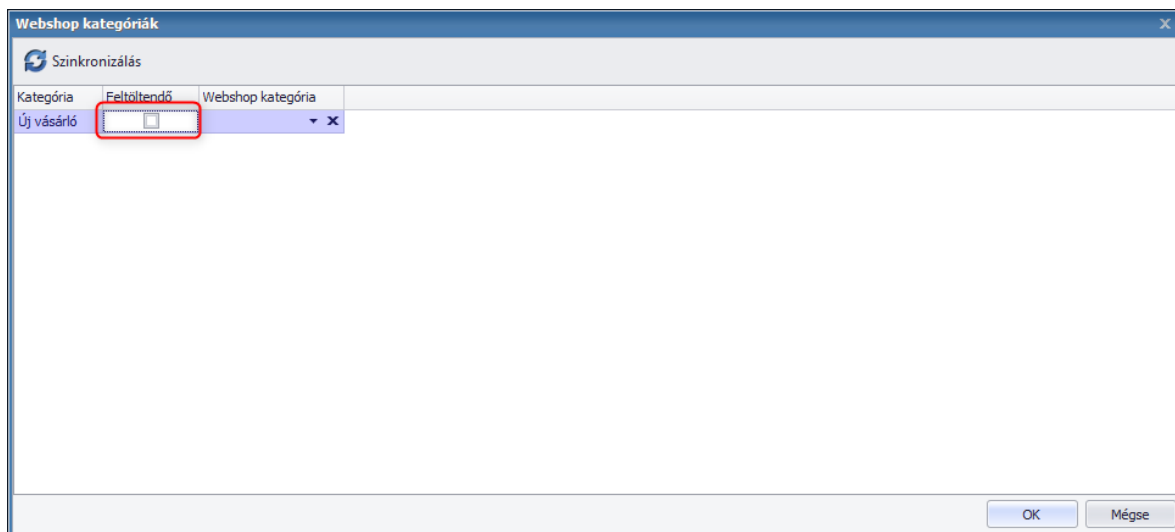 Webshop kategóriák
Szinkronizálás
Kategória Feltöltendő Webshop kategória
Új vásárló
OK Mégse